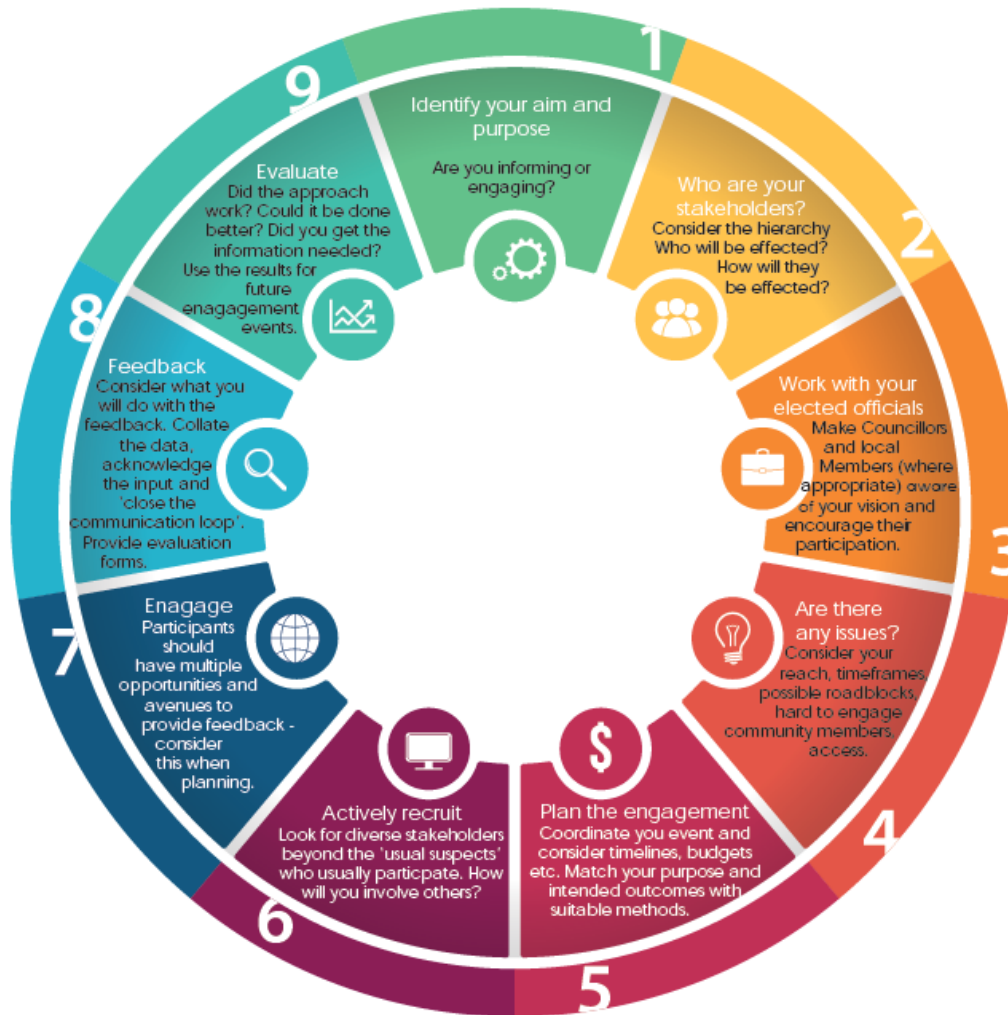 1
Identify your aim and
purpose
Are you informing or
engaging?
2
Who are your
stakeholders?
Consider the hierarchy
Who will be effected?
How will they
be effected?
3
Work with your
elected officials
Make Councillors
and local
Members (where
appropriate) aware
of your vision and
encourage their
participation.
4
Are there
any issues?
Consider your
reach, timeframes,
possible roadblocks,
hard to engage
community members,
access.
5
$
Plan the engagement
Coordinate you event and
consider timelines, budgets
etc. Match your purpose and
intended outcomes with
suitable methods.
6
Actively recruit
Look for diverse stakeholders
beyond the 'usual suspects'
who usually particpate. How
will you involve others?
7
Enagage
Participants
should
have multiple
opportunities and
avenues to
provide feedback -
consider
this when
planning.
8
Feedback
Consider what you
will do with the
feedback. Collate
the data,
acknowledge
the input and
'close the
communication loop'.
Provide evaluation
forms.
9
Evaluate
Did the approach
work? Could it be done
better? Did you get the
information needed?
Use the results for
future
enagagement
events.